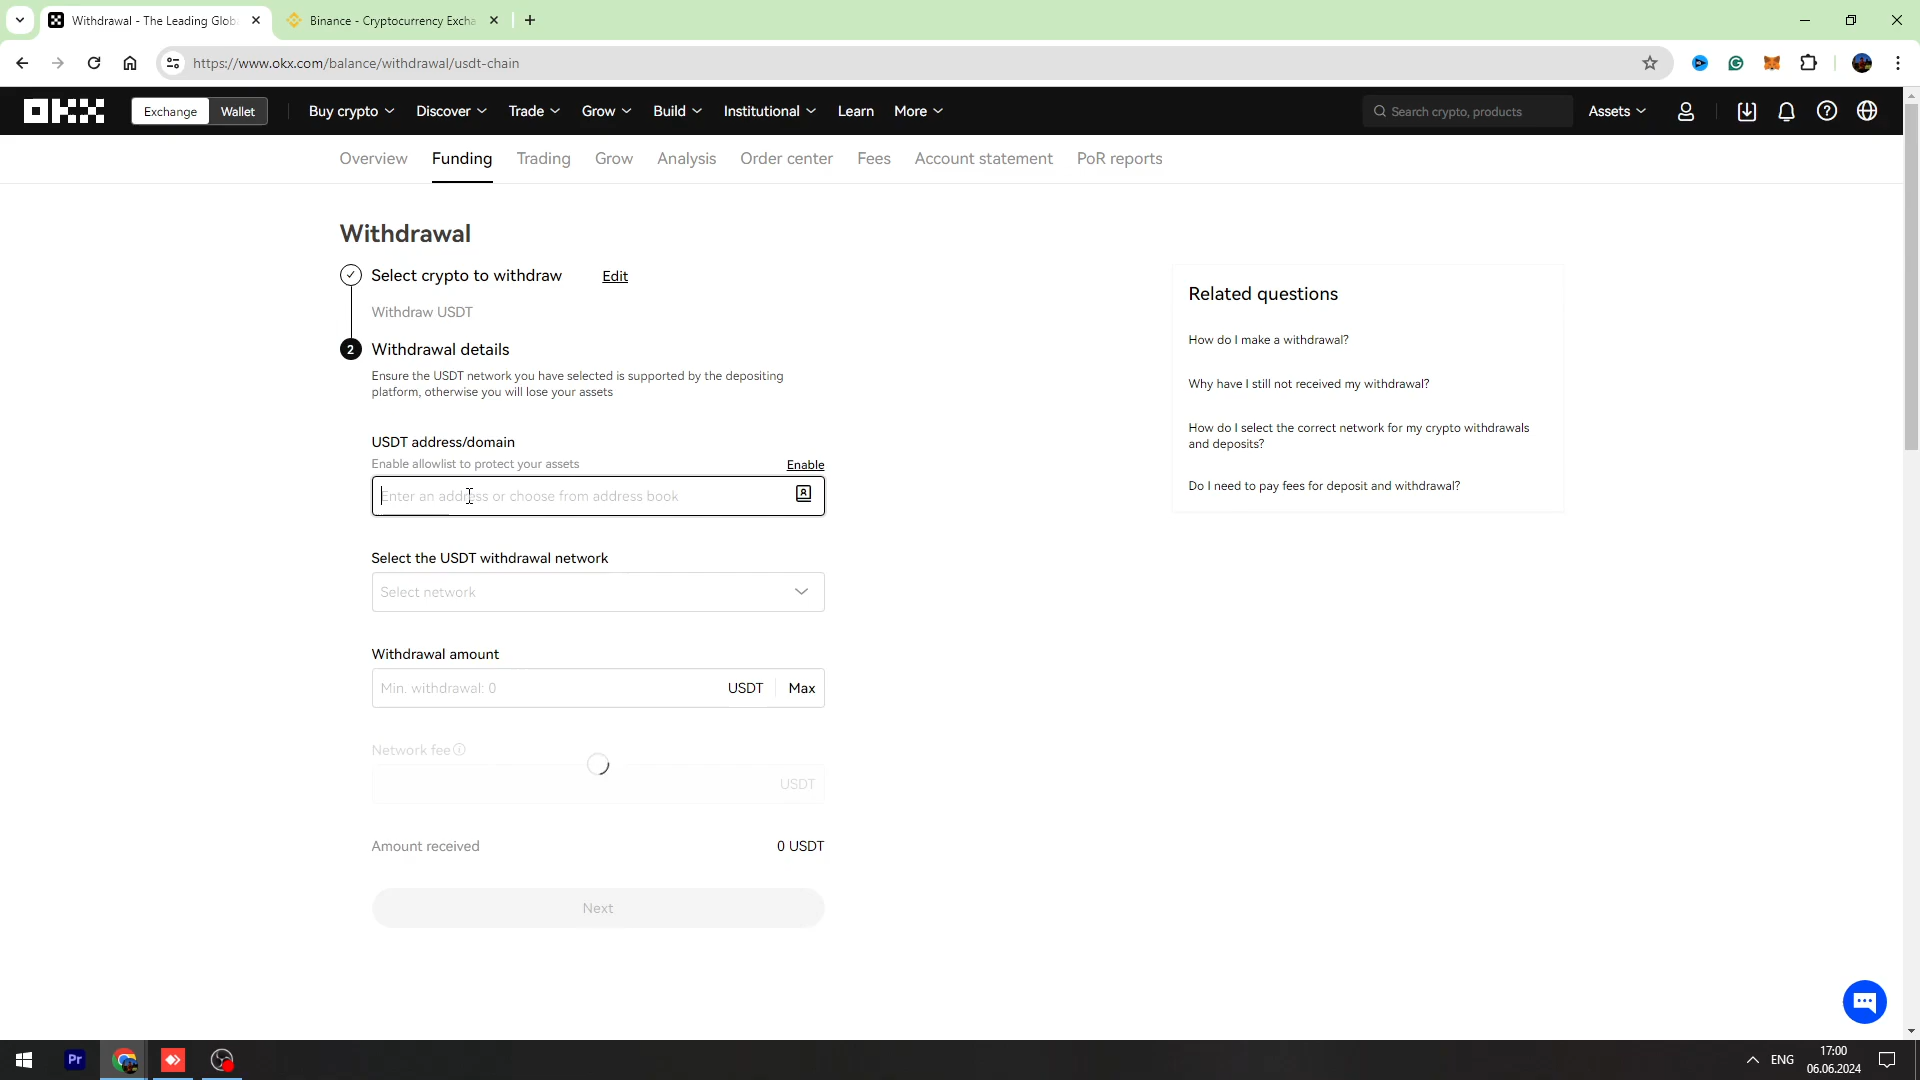 Withdrawal - The Leading Glob
Binance - Cryptocurrency Excha
https://www.okx.com/balance/withdrawal/usdt-chain
OKX
Exchange
Wallet
Buy crypto
Discover
Trade
Grow
Build
Institutional
Learn
More
Search crypto, products
Assets
Overview
Funding
Trading
Grow
Analysis
Order center
Fees
Account statement
PoR reports
Withdrawal
Select crypto to withdraw
Edit
Withdraw USDT
2
Withdrawal details
Ensure the USDT network you have selected is supported by the depositing
platform, otherwise you will lose your assets
USDT address/domain
Enable allowlist to protect your assets
Enable
Enter an address or choose from address book
Select the USDT withdrawal network
Select network
Withdrawal amount
Min. withdrawal: 0
USDT
Max
Network fee
USDT
Amount received
0 USDT
Next
Related questions
How do I make a withdrawal?
Why have I still not received my withdrawal?
How do I select the correct network for my crypto withdrawals
and deposits?
Do I need to pay fees for deposit and withdrawal?
Pr
ENG
17:00
06.06.2024